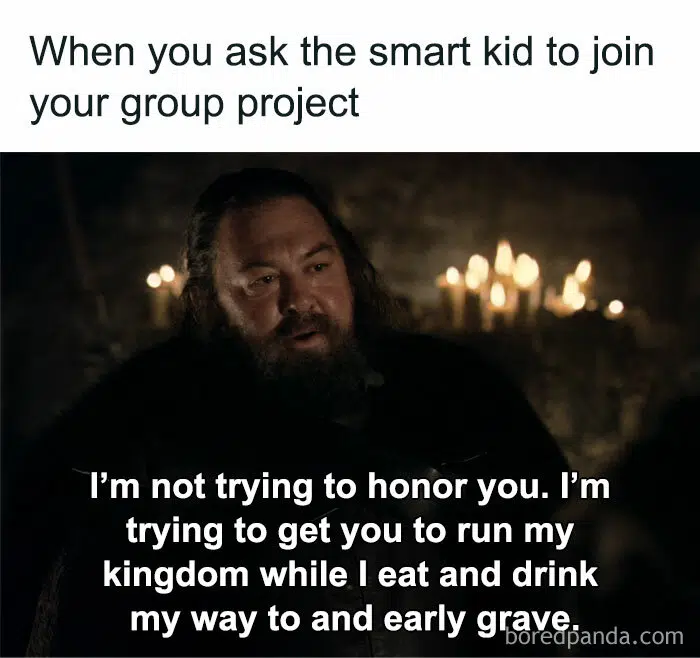 When you ask the smart kid to join
your group project
I’m not trying to honor you. I’m
trying to get you to run my
kingdom while I eat and drink
my way to and early grave.
boredpanda.com